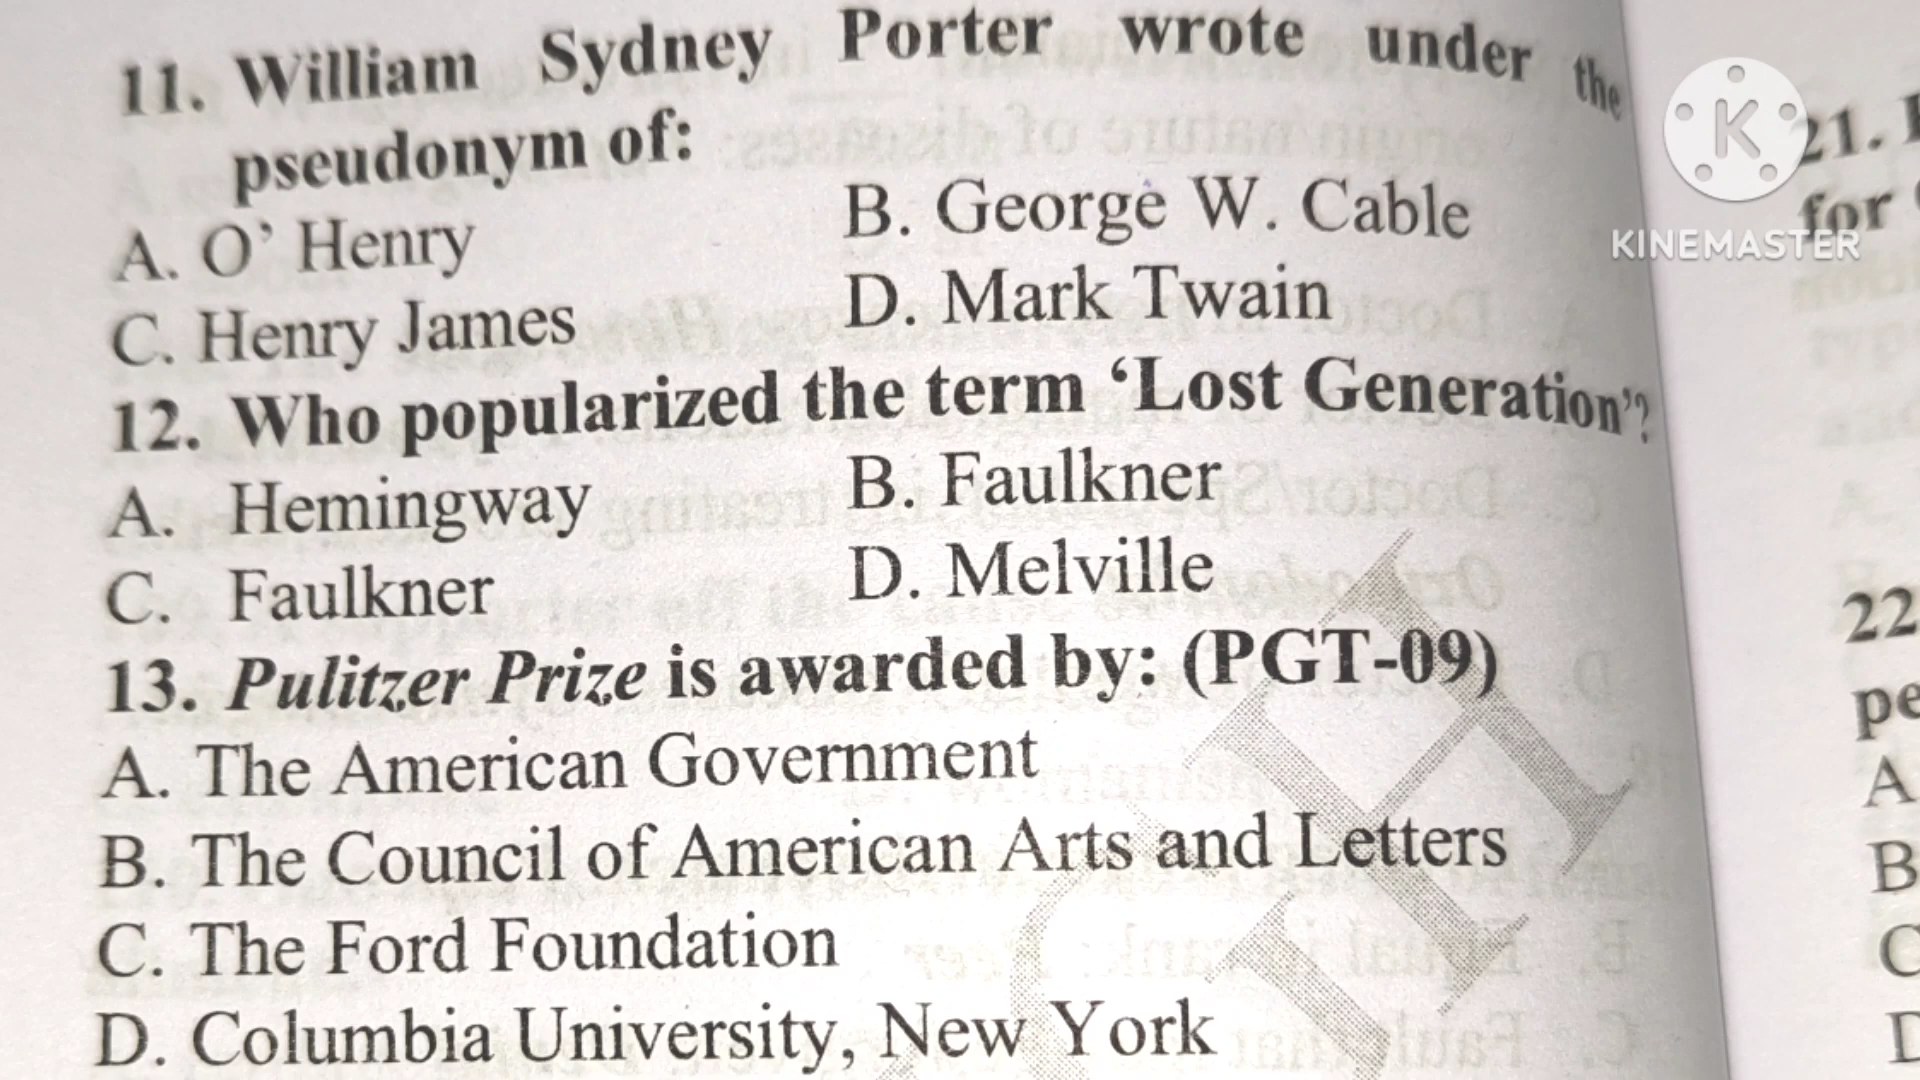 11. William Sydney Porter wrote under the
pseudonym of:
A. O' Henry
B. George W. Cable
C. Henry James
D. Mark Twain
12. Who popularized the term ‘Lost Generation’?
A. Hemingway
B. Faulkner
C. Faulkner
D. Melville
13. Pulitzer Prize is awarded by: (PGT-09)
A. The American Government
B. The Council of American Arts and Letters
C. The Ford Foundation
D. Columbia University, New York
K
KINEMASTER
21.
for
22
pe
A
B
C
D